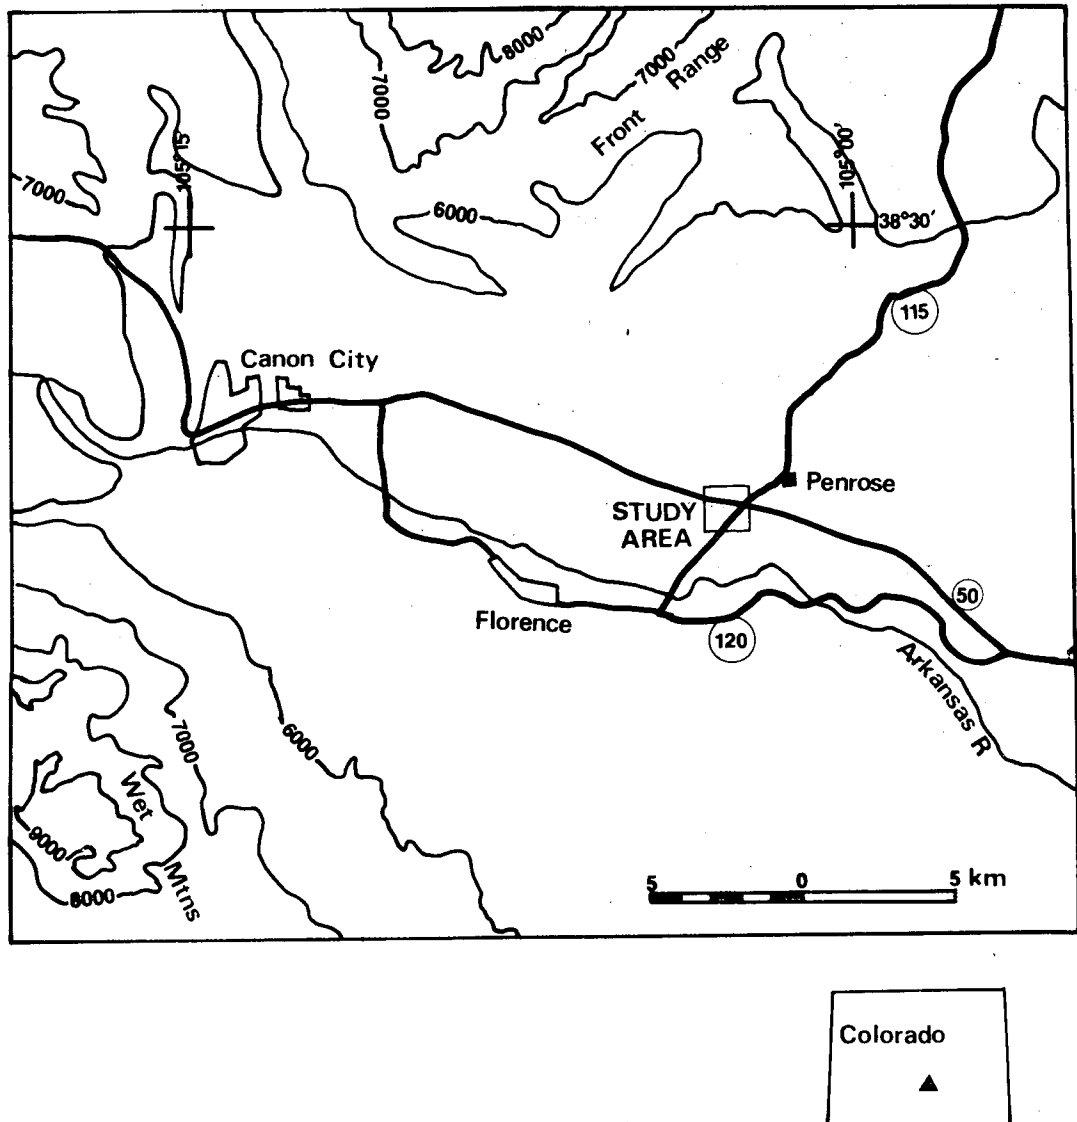 8000
7000
7000
Range
Front
105°15'
105°00'
7000
6000
38°30'
115
Canon City
Penrose
STUDY
AREA
50
Florence
120
Arkansas R
7000
6000
Wet
Mtns
9000
8000
5 0 5 km
Colorado